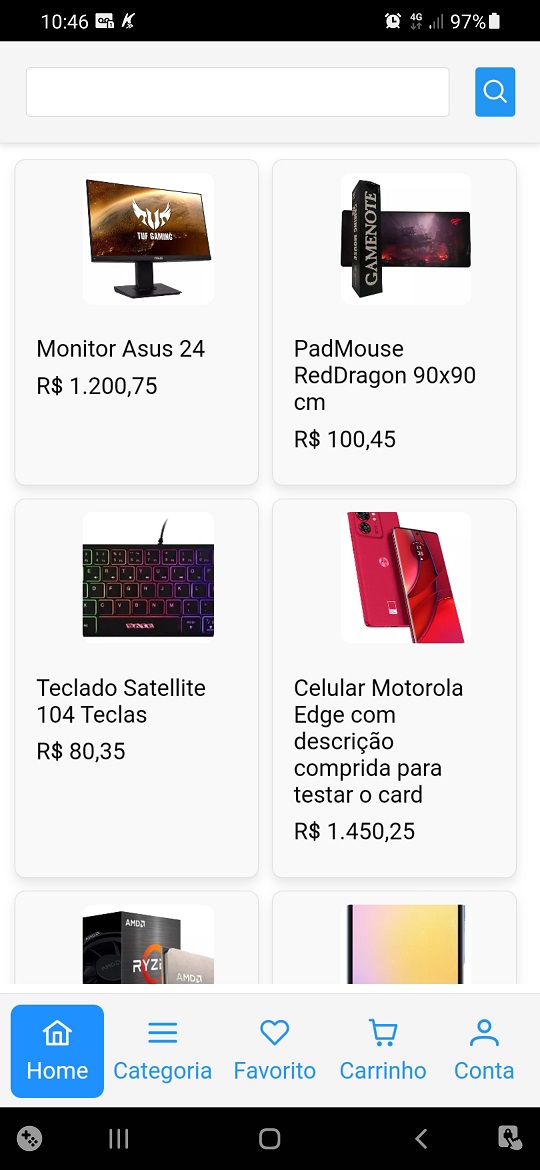 10:46
4G
97%
TUF GAMING
GAMENOTE
Monitor Asus 24
R$ 1.200,75
PadMouse
RedDragon 90x90
cm
R$ 100,45
Teclado Satellite
104 Teclas
R$ 80,35
Celular Motorola
Edge com
descrição
comprida para
testar o card
R$ 1.450,25
AMD
RYZE
AMD
Home
Categoria
Favorito
Carrinho
Conta